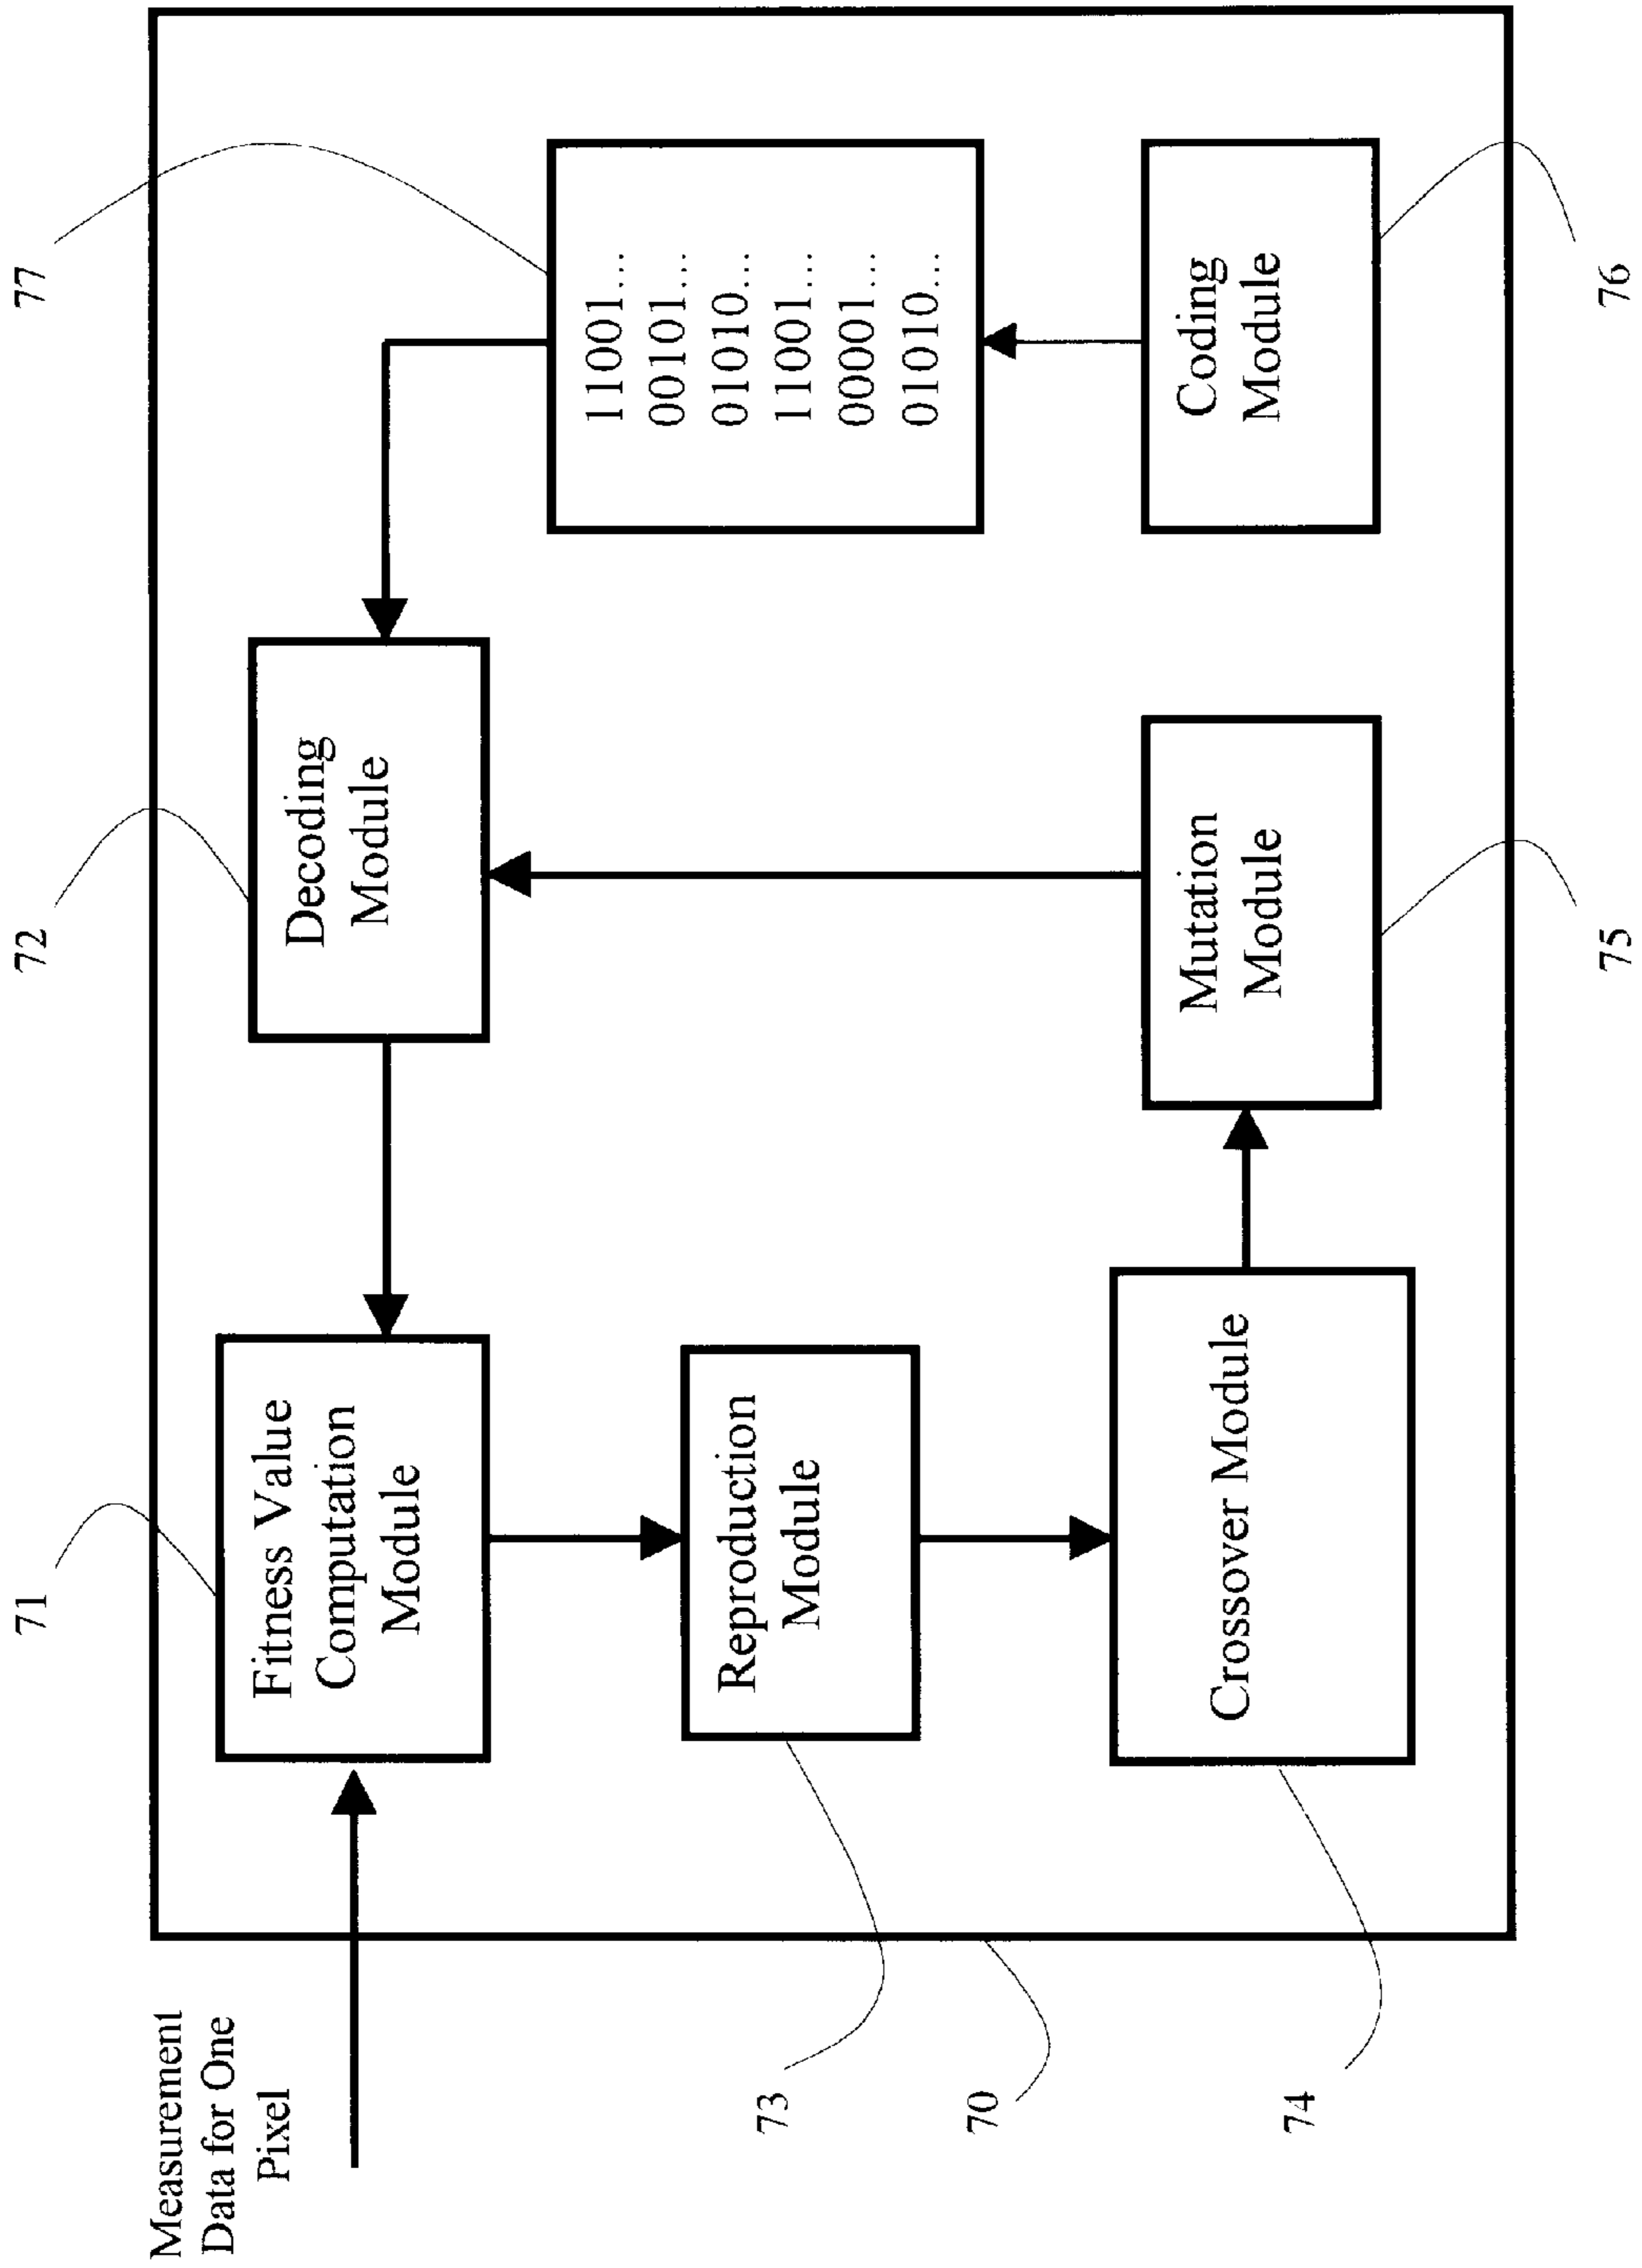 71
72
77
Measurement
Data for One
Pixel
Fitness Value
Computation
Module
Decoding
Module
11001...
00101...
01010...
11001...
00001...
01010...
Reproduction
Module
Crossover Module
Mutation
Module
Coding
Module
73
70
74
75
76